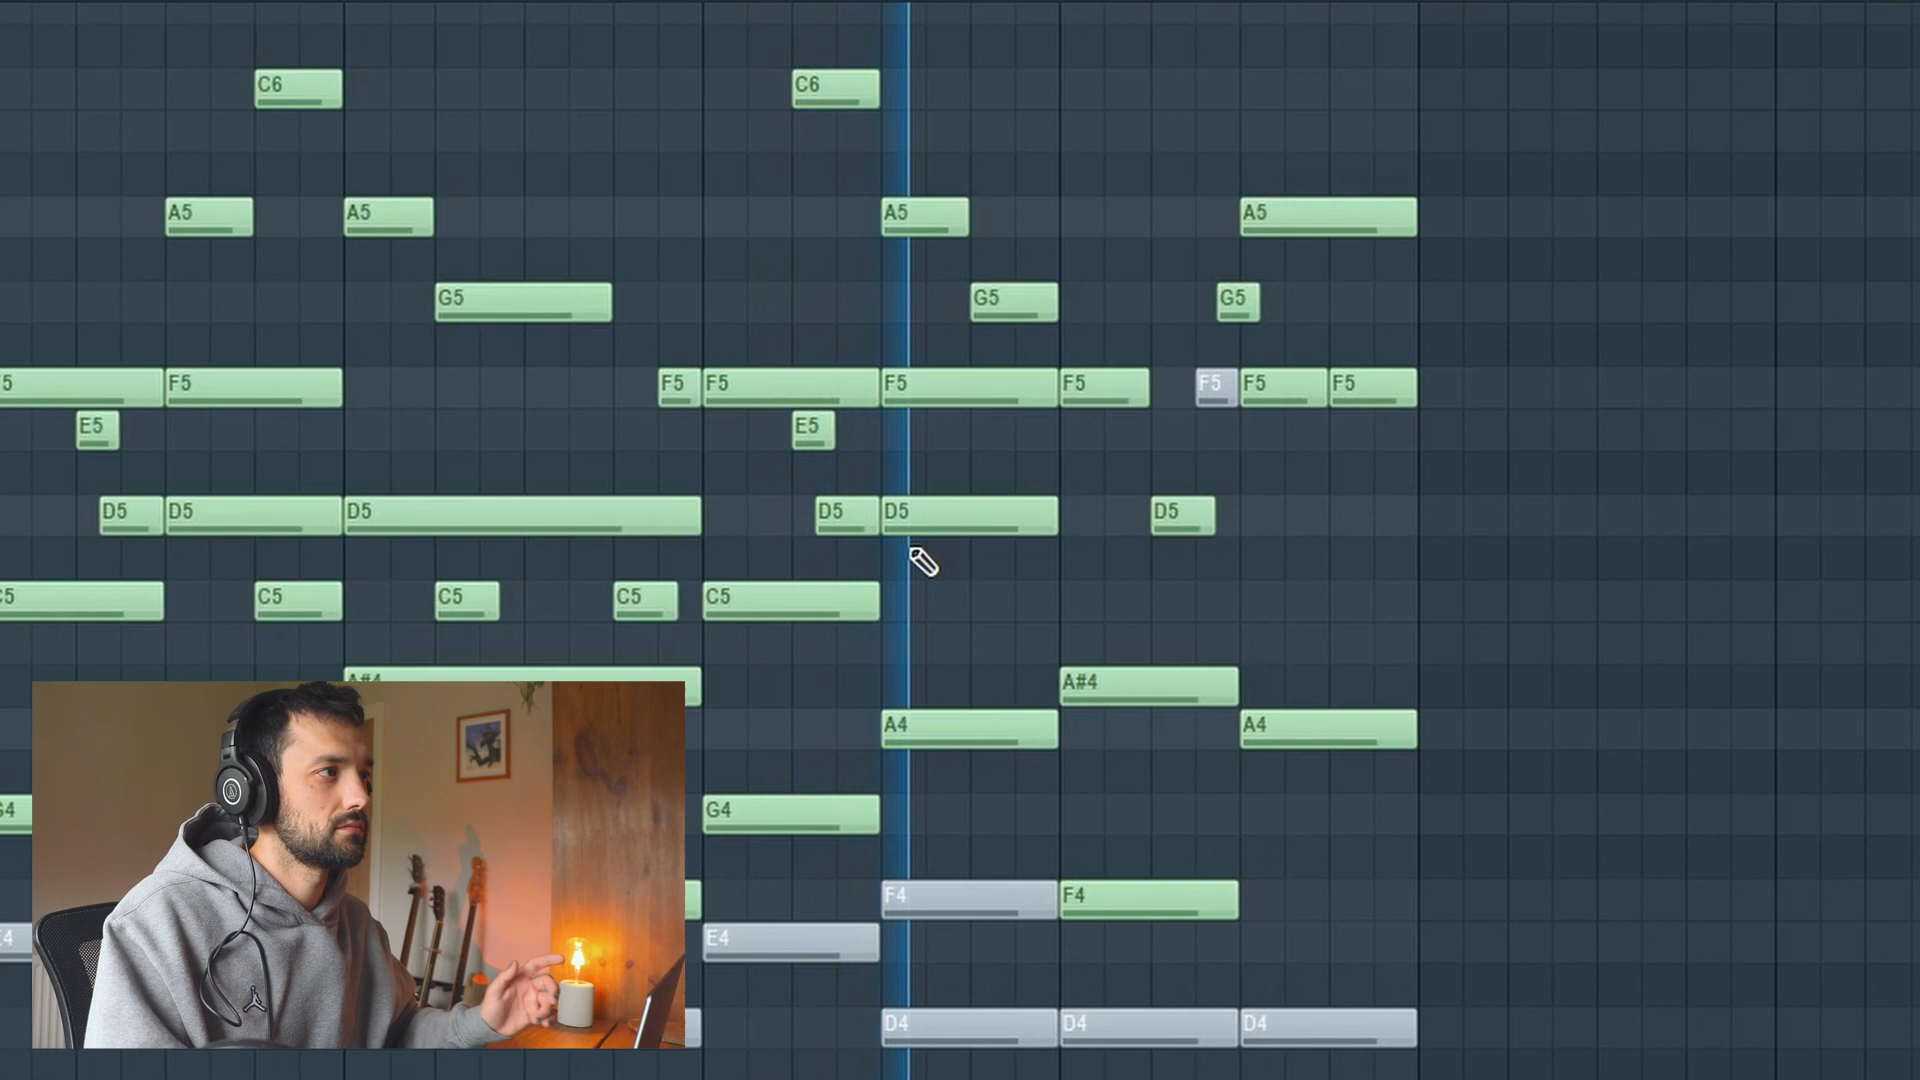 C6 C6
A5 A5 A5 A5
G5 G5 G5
5 F5 F5 F5 F5 F5 F5 F5 F5
E5 E5
D5 D5 D5 D5 D5 D5
C5 C5 C5 C5 C5
A#4 A#4
A4 A4
G4 G4
F4 F4
4 E4
D4 D4 D4